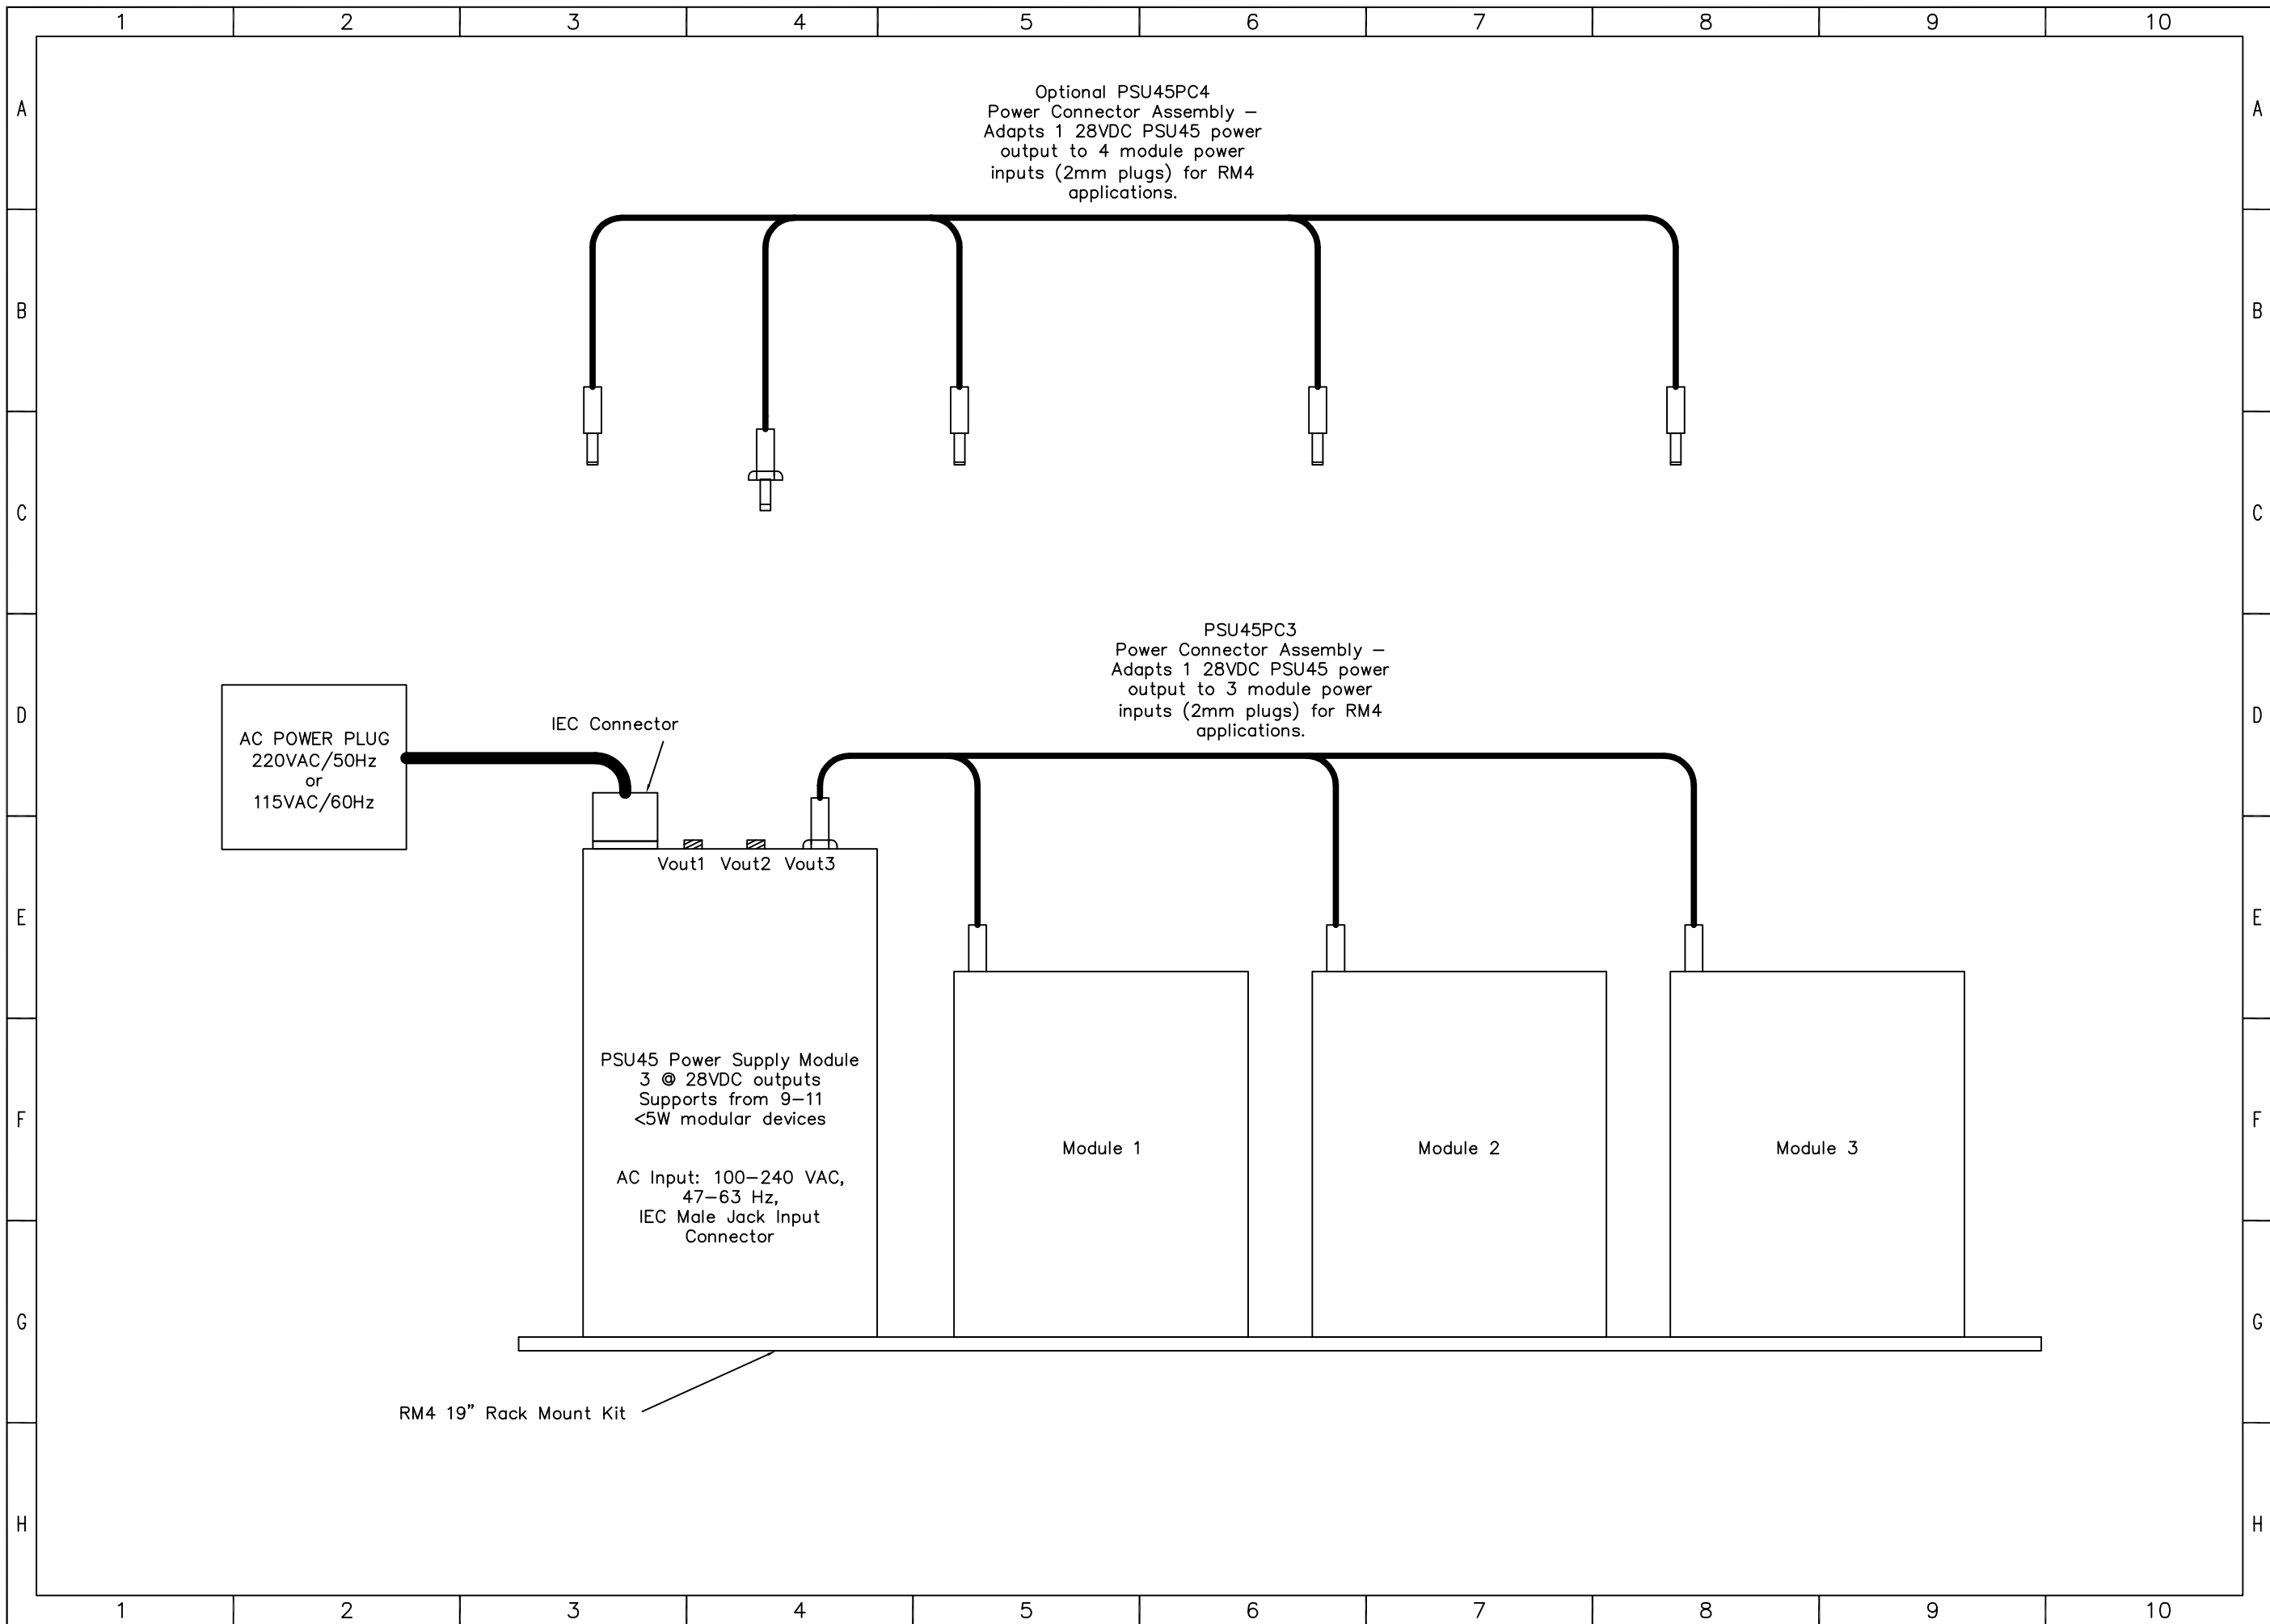 1 2 3 4 5 6 7 8 9 10
A A
Optional PSU45PC4
Power Connector Assembly –
Adapts 1 28VDC PSU45 power
output to 4 module power
inputs (2mm plugs) for RM4
applications.
B B
C C
PSU45PC3
Power Connector Assembly –
Adapts 1 28VDC PSU45 power
output to 3 module power
inputs (2mm plugs) for RM4
applications.
D D
IEC Connector
AC POWER PLUG
220VAC/50Hz
or
115VAC/60Hz
Vout1 Vout2 Vout3
E E
PSU45 Power Supply Module
3 @ 28VDC outputs
Supports from 9–11
<5W modular devices
F F
Module 1 Module 2 Module 3
AC Input: 100–240 VAC,
47–63 Hz,
IEC Male Jack Input
Connector
G G
RM4 19" Rack Mount Kit
H H
1 2 3 4 5 6 7 8 9 10